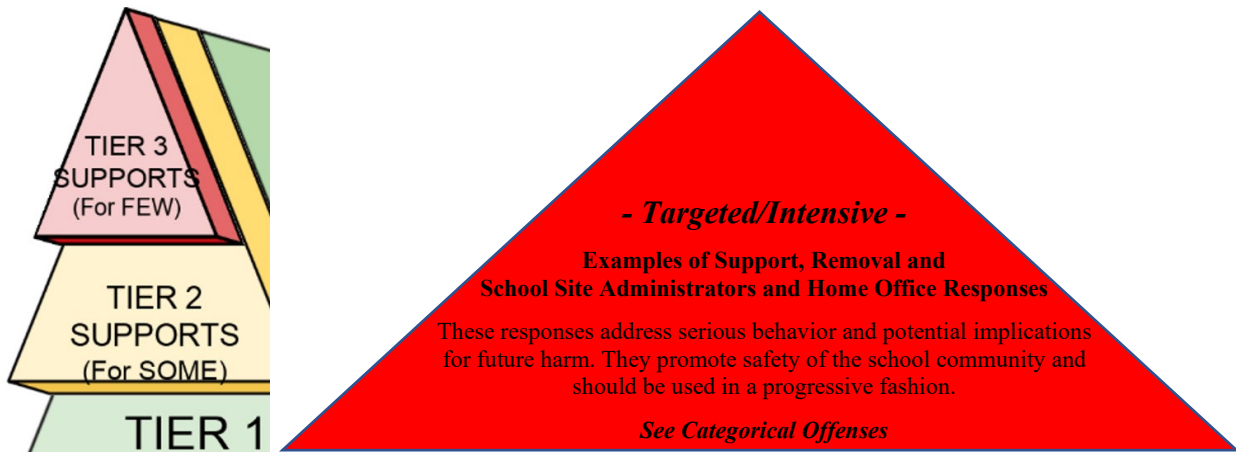 TIER 3
SUPPORTS
(For FEW)
TIER 2
SUPPORTS
(For SOME)
TIER 1
- Targeted/Intensive -
Examples of Support, Removal and
School Site Administrators and Home Office Responses
These responses address serious behavior and potential implications
for future harm. They promote safety of the school community and
should be used in a progressive fashion.
See Categorical Offenses